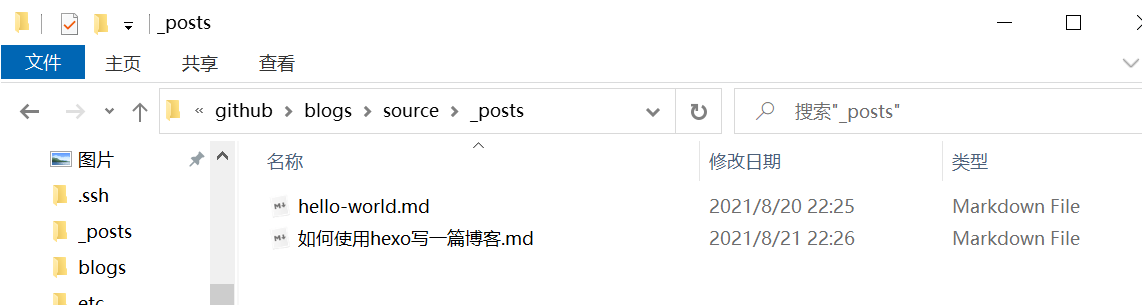 _posts
文件 主页 共享 查看
« github > blogs > source > _posts 搜索"_posts"
图片
.ssh
_posts
blogs
etc
名称 修改日期 类型
hello-world.md 2021/8/20 22:25 Markdown File
如何使用hexo写一篇博客.md 2021/8/21 22:26 Markdown File